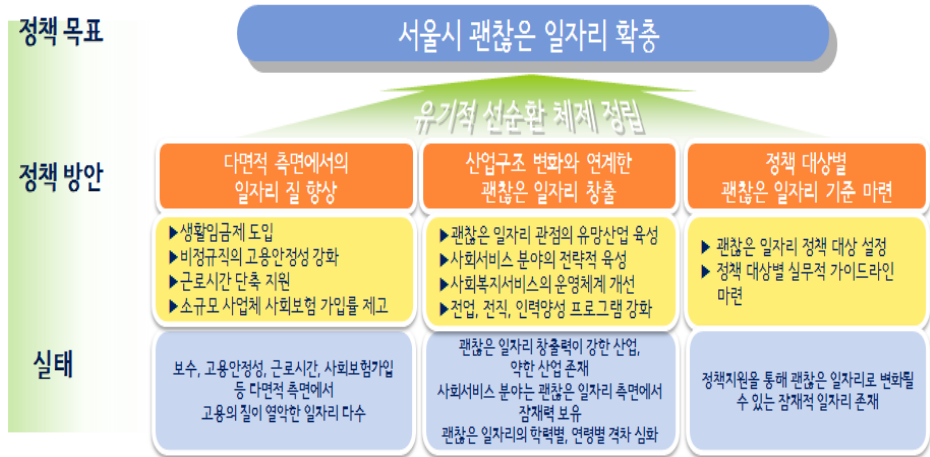 정책 목표
서울시 괜찮은 일자리 확충
유기적 선순환 체제 정립
정책 방안
다면적 측면에서의
일자리 질 향상
▶생활임금제 도입
▶비정규직의 고용안정성 강화
▶근로시간 단축 지원
▶소규모 사업체 사회보험 가입률 제고
산업구조 변화와 연계한
괜찮은 일자리 창출
▶괜찮은 일자리 관점의 유망산업 육성
▶사회서비스 분야의 전략적 육성
▶사회복지서비스의 운영체계 개선
▶전업, 전직, 인력양성 프로그램 강화
정책 대상별
괜찮은 일자리 기준 마련
▶ 괜찮은 일자리 정책 대상 설정
▶ 정책 대상별 실무적 가이드라인
마련
실태
보수, 고용안정성, 근로시간, 사회보험가입
등 다면적 측면에서
고용의 질이 열악한 일자리 다수
괜찮은 일자리 창출력이 강한 산업,
약한 산업 존재
사회서비스 분야는 괜찮은 일자리 측면에서
잠재력 보유
괜찮은 일자리의 학력별, 연령별 격차 심화
정책지원을 통해 괜찮은 일자리로 변화될
수 있는 잠재적 일자리 존재